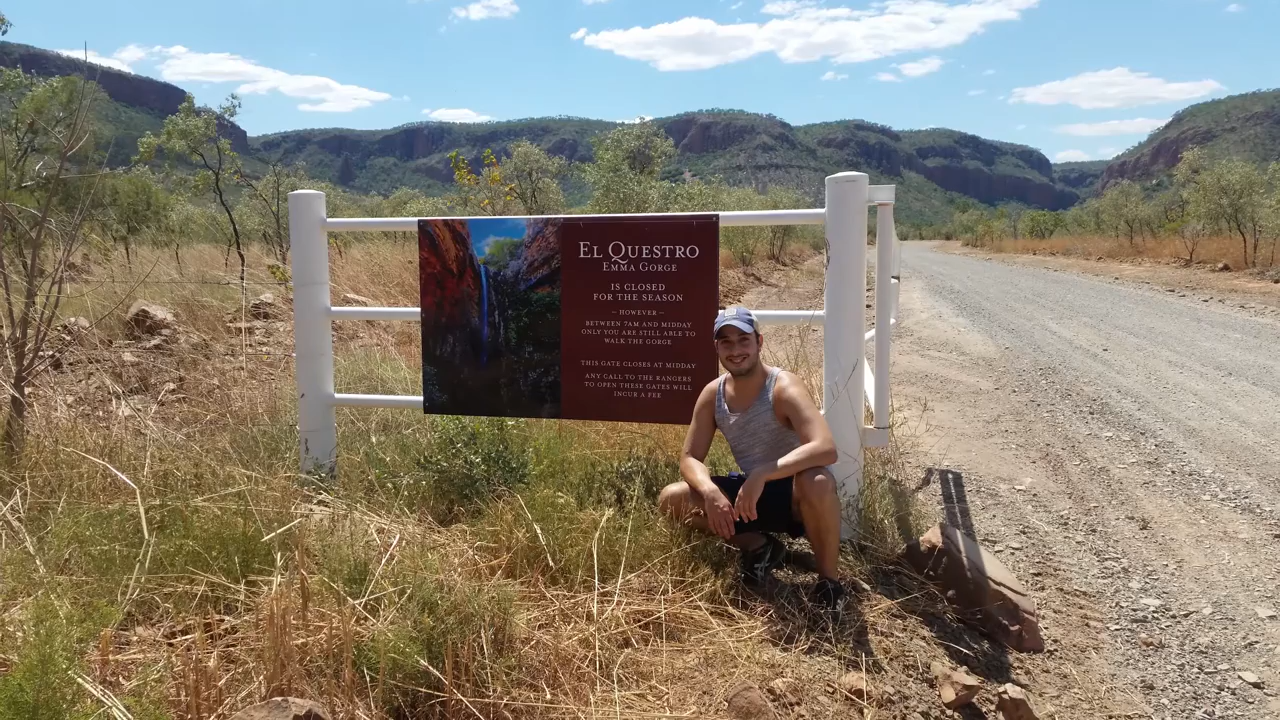 El Questro
Emma Gorge
is closed
for the season
– however –
between 7am and midday
only you are still able to
walk the gorge
this gate closes at midday
any call to the rangers
to open these gates will
incur a fee